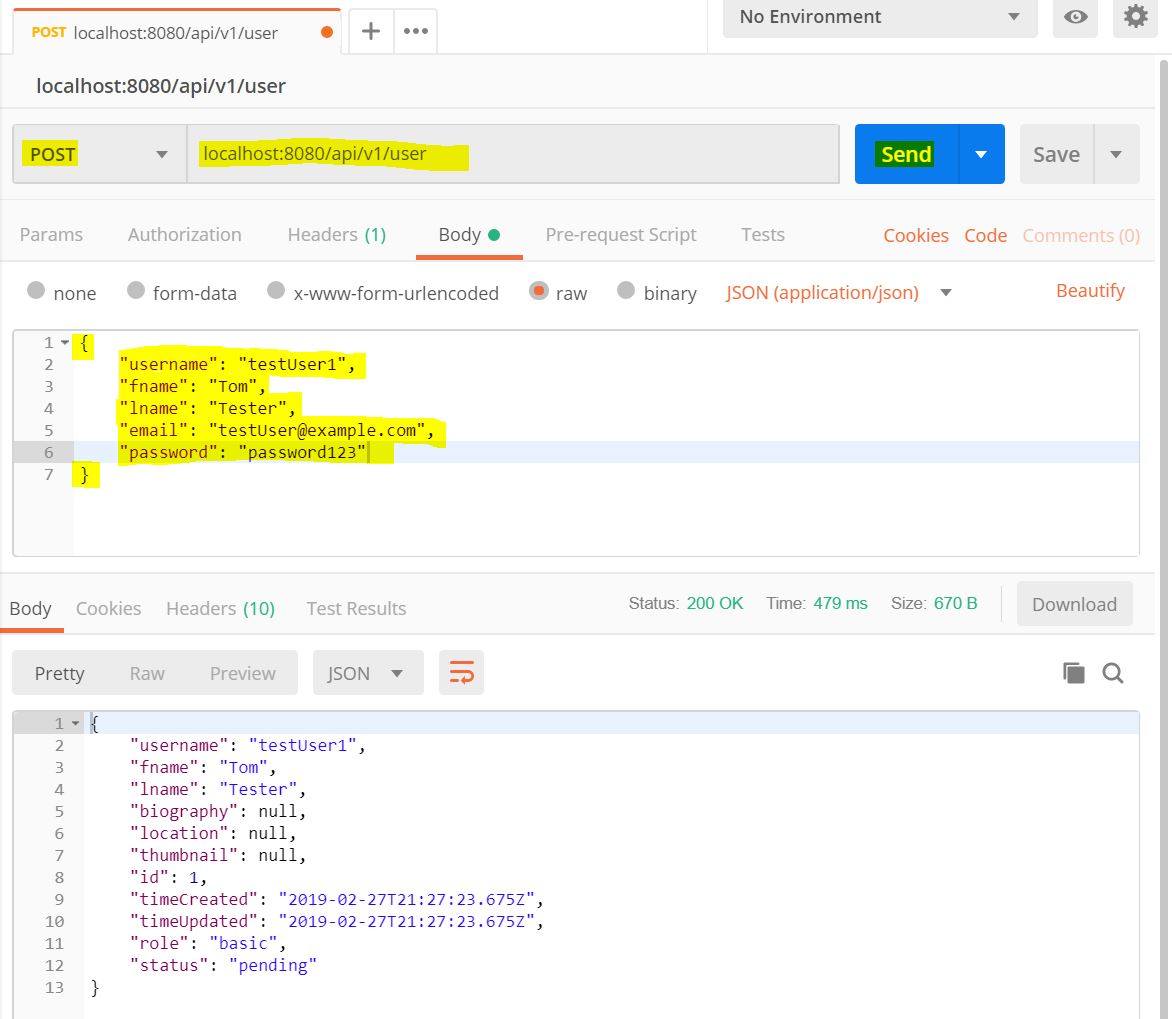 POST localhost:8080/api/v1/user
No Environment
localhost:8080/api/v1/user
POST localhost:8080/api/v1/user Send Save
Params Authorization Headers (1) Body Pre-request Script Tests Cookies Code Comments (0)
none form-data x-www-form-urlencoded raw binary JSON (application/json) Beautify
1 {
2 "username": "testUser1",
3 "fname": "Tom",
4 "lname": "Tester",
5 "email": "testUser@example.com",
6 "password": "password123"
7 }
Body Cookies Headers (10) Test Results Status: 200 OK Time: 479 ms Size: 670 B Download
Pretty Raw Preview JSON
1 {
2 "username": "testUser1",
3 "fname": "Tom",
4 "lname": "Tester",
5 "biography": null,
6 "location": null,
7 "thumbnail": null,
8 "id": 1,
9 "timeCreated": "2019-02-27T21:27:23.675Z",
10 "timeUpdated": "2019-02-27T21:27:23.675Z",
11 "role": "basic",
12 "status": "pending"
13 }